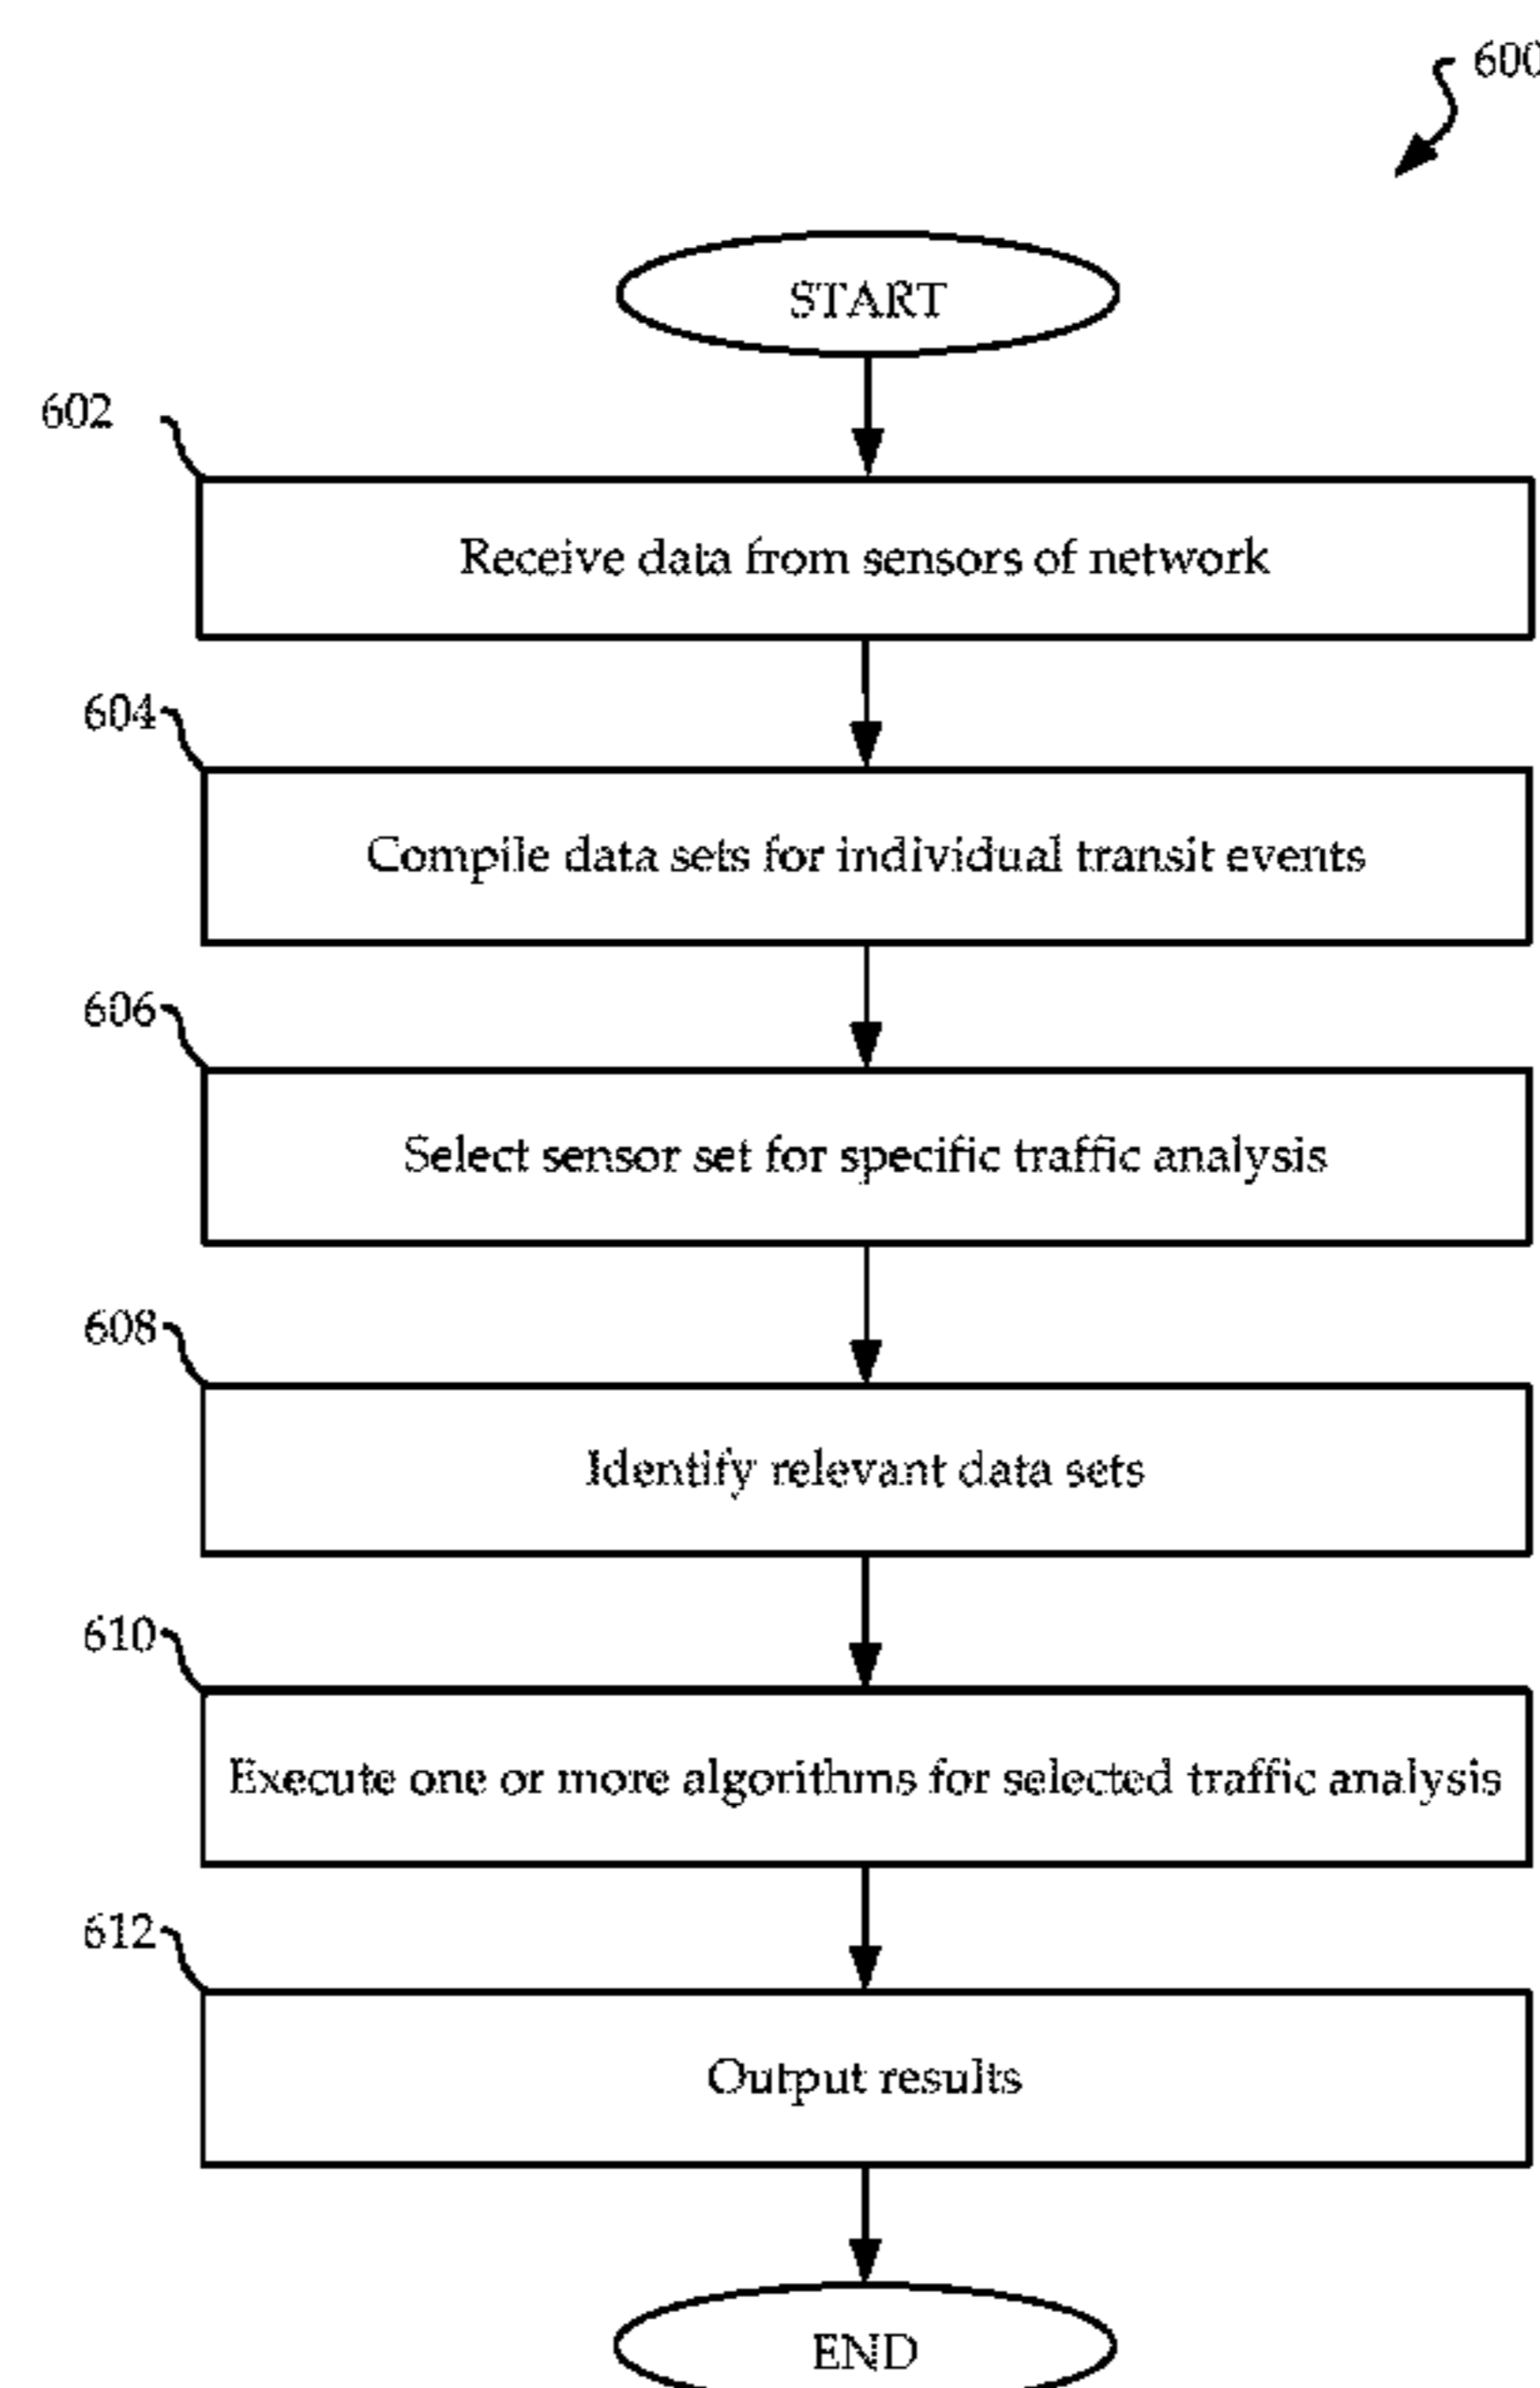 600
START
602
Receive data from sensors of network
604
Compile data sets for individual transit events
606
Select sensor set for specific traffic analysis
608
Identify relevant data sets
610
Execute one or more algorithms for selected traffic analysis
612
Output results
END